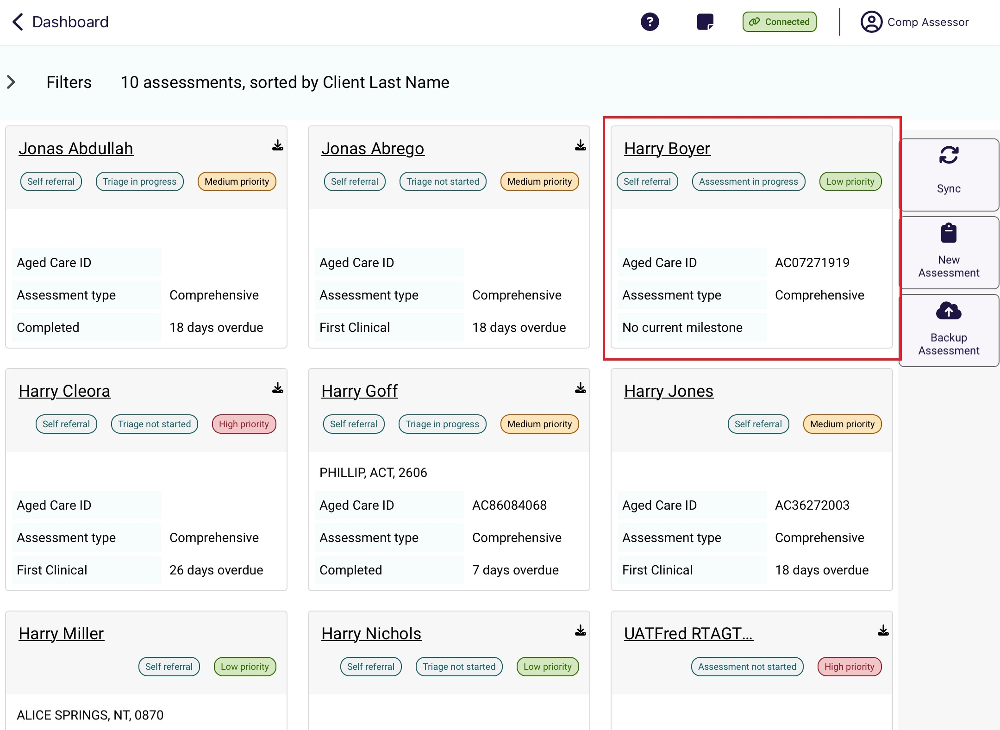 Dashboard
? Connected Comp Assessor
Filters 10 assessments, sorted by Client Last Name
Jonas Abdullah
Self referral Triage in progress Medium priority
Aged Care ID
Assessment type Comprehensive
Completed 18 days overdue
Jonas Abrego
Self referral Triage not started Medium priority
Aged Care ID
Assessment type Comprehensive
First Clinical 18 days overdue
Harry Boyer
Self referral Assessment in progress Low priority
Aged Care ID AC07271919
Assessment type Comprehensive
No current milestone
Sync
New
Assessment
Backup
Assessment
Harry Cleora
Self referral Triage not started High priority
Aged Care ID
Assessment type Comprehensive
First Clinical 26 days overdue
Harry Goff
Self referral Triage in progress Medium priority
PHILLIP, ACT, 2606
Aged Care ID AC86084068
Assessment type Comprehensive
Completed 7 days overdue
Harry Jones
Self referral Medium priority
Aged Care ID AC36272003
Assessment type Comprehensive
First Clinical 18 days overdue
Harry Miller
Self referral Low priority
ALICE SPRINGS, NT, 0870
Harry Nichols
Self referral Triage not started Low priority
UATFred RTAGT...
Assessment not started High priority